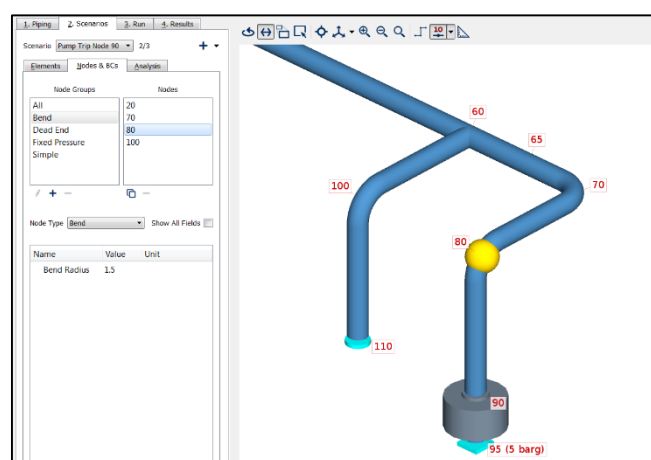 1. Piping 2. Scenarios 3. Run 4. Results
Scenario Pump Trip Node 90 2/3
Elements Nodes & BCs Analysis
Node Groups Nodes
All 20
Bend 70
Dead End 80
Fixed Pressure 100
Simple
Node Type Bend Show All Fields
Name Value Unit
Bend Radius 1.5
10
60
65
70
100
80
110
90
95 (5 barg)